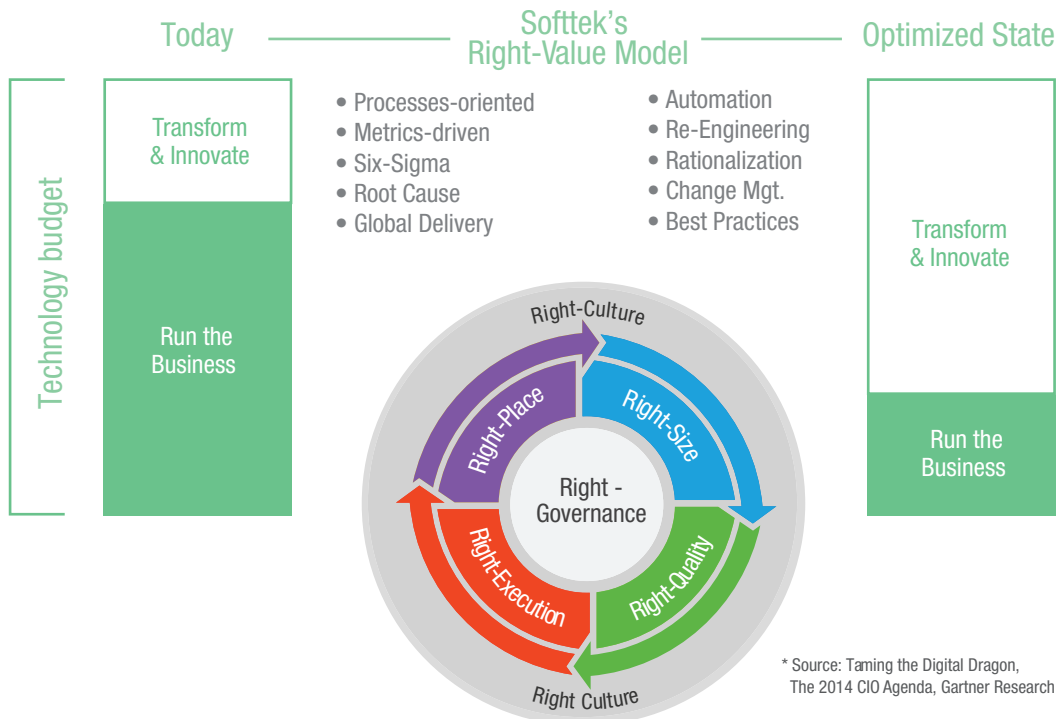 Today
Softtek's
Right-Value Model
Optimized State
Technology budget
Transform
& Innovate
Run the
Business
• Processes-oriented
• Metrics-driven
• Six-Sigma
• Root Cause
• Global Delivery
• Automation
• Re-Engineering
• Rationalization
• Change Mgt.
• Best Practices
Transform
& Innovate
Run the
Business
Right-Culture
Right-Place
Right-Size
Right -
Governance
Right-Execution
Right-Quality
Right Culture
* Source: Taming the Digital Dragon,
The 2014 CIO Agenda, Gartner Research